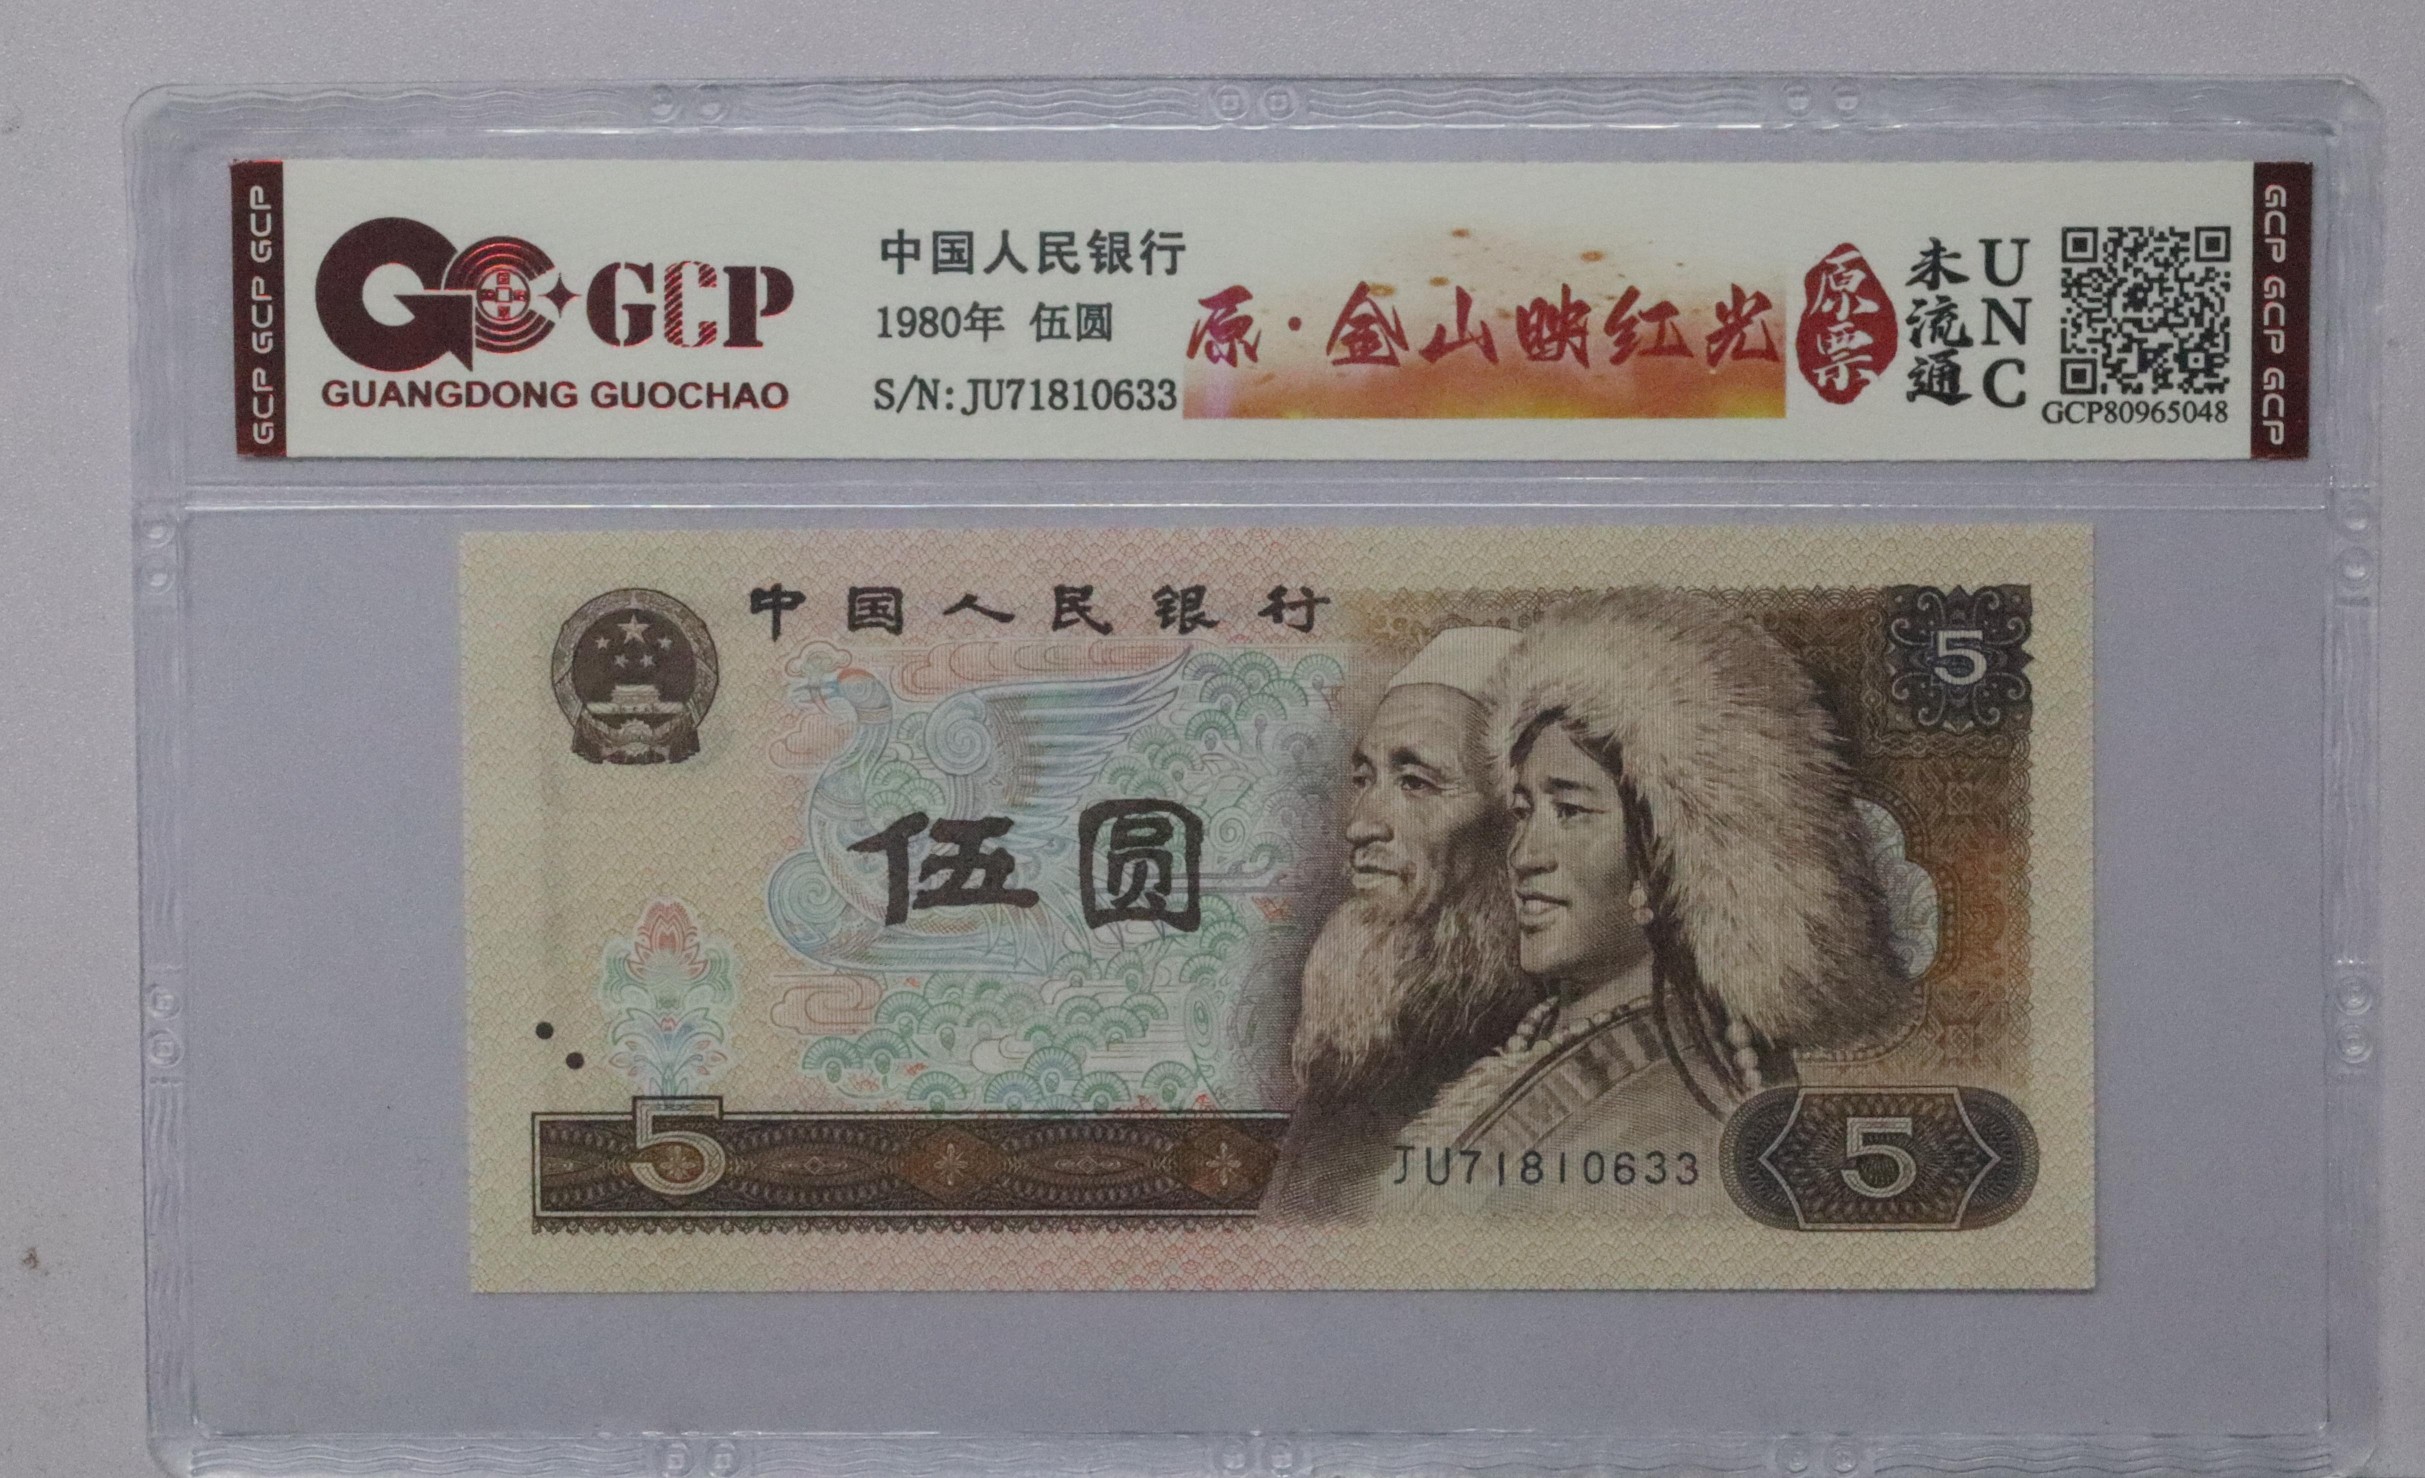 GCP GCP GCP
GCP
GUANGDONG GUOCHAO
中国人民银行
1980年 伍圆
S/N: JU71810633
原·金山映红光
原票
未流通
UNC
GCP80965048
GCP GCP GCP
中国人民银行
5
伍圆
5
JU71810633
5